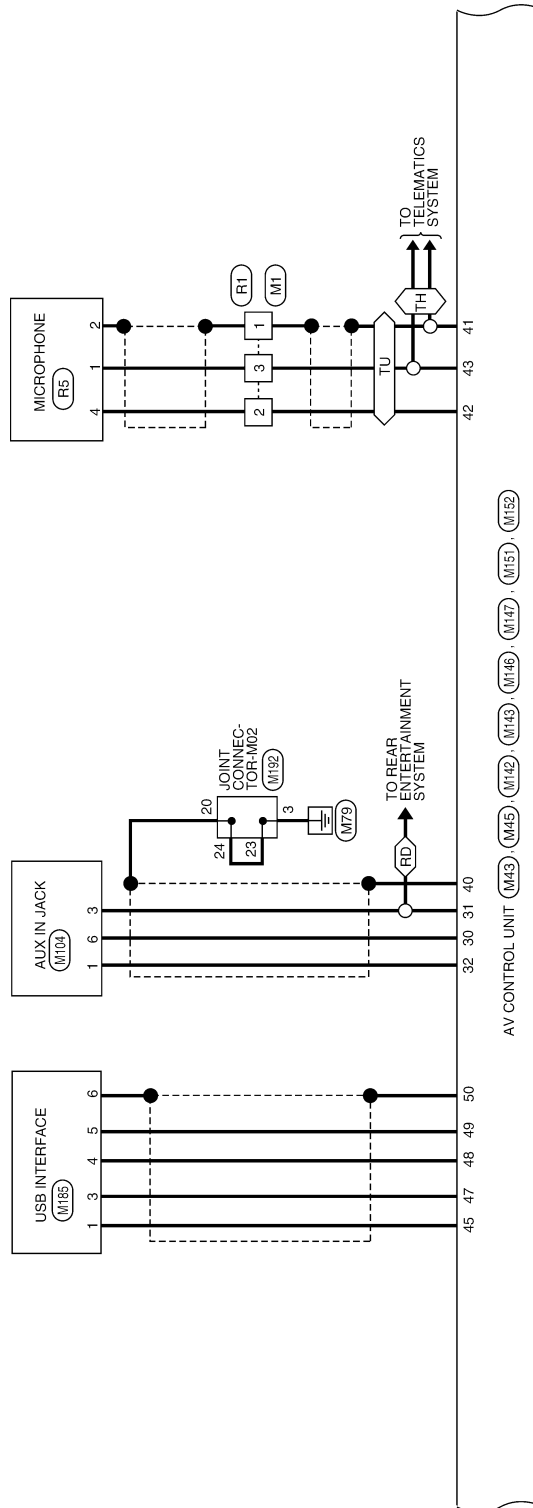 USB INTERFACE
M185
1 3 4 5 6
45 47 48 49 50
AUX IN JACK
M104
1 6 3
20
24
23
3
JOINT
CONNEC-
TOR-M02
M192
M79
RD
TO REAR
ENTERTAINMENT
SYSTEM
32 30 31 40
MICROPHONE
R5
4 1 2
R1
2 3 1
M1
TU
TH
TO
TELEMATICS
SYSTEM
42 43 41
AV CONTROL UNIT M43 , M45 , M142 , M143 , M146 , M147 , M151 , M152